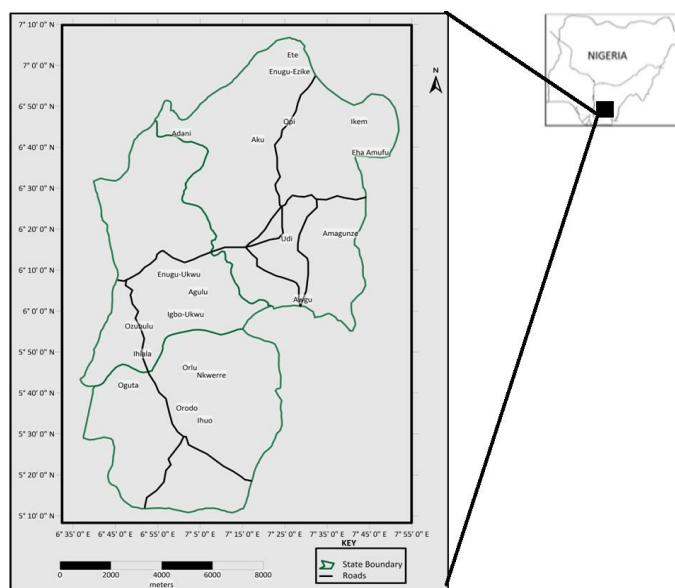 7° 10' 0" N
7° 0' 0" N
6° 50' 0" N
6° 40' 0" N
6° 30' 0" N
6° 20' 0" N
6° 10' 0" N
6° 0' 0" N
5° 50' 0" N
5° 40' 0" N
5° 30' 0" N
5° 20' 0" N
5° 10' 0" N
Ete
Enugu-Ezike
N
Opi
Ikem
Adani
Aku
Eha Amufu
Udi
Amagunze
Enugu-Ukwu
Agulu
Awgu
Igbo-Ukwu
Ozubulu
Ihiala
Orlu
Nkwerre
Oguta
Orodo
Ihuo
6° 35' 0" E
6° 45' 0" E
6° 55' 0" E
7° 5' 0" E
7° 15' 0" E
7° 25' 0" E
7° 35' 0" E
7° 45' 0" E
7° 55' 0" E
KEY
State Boundary
Roads
0 2000 4000 6000 8000
meters
NIGERIA